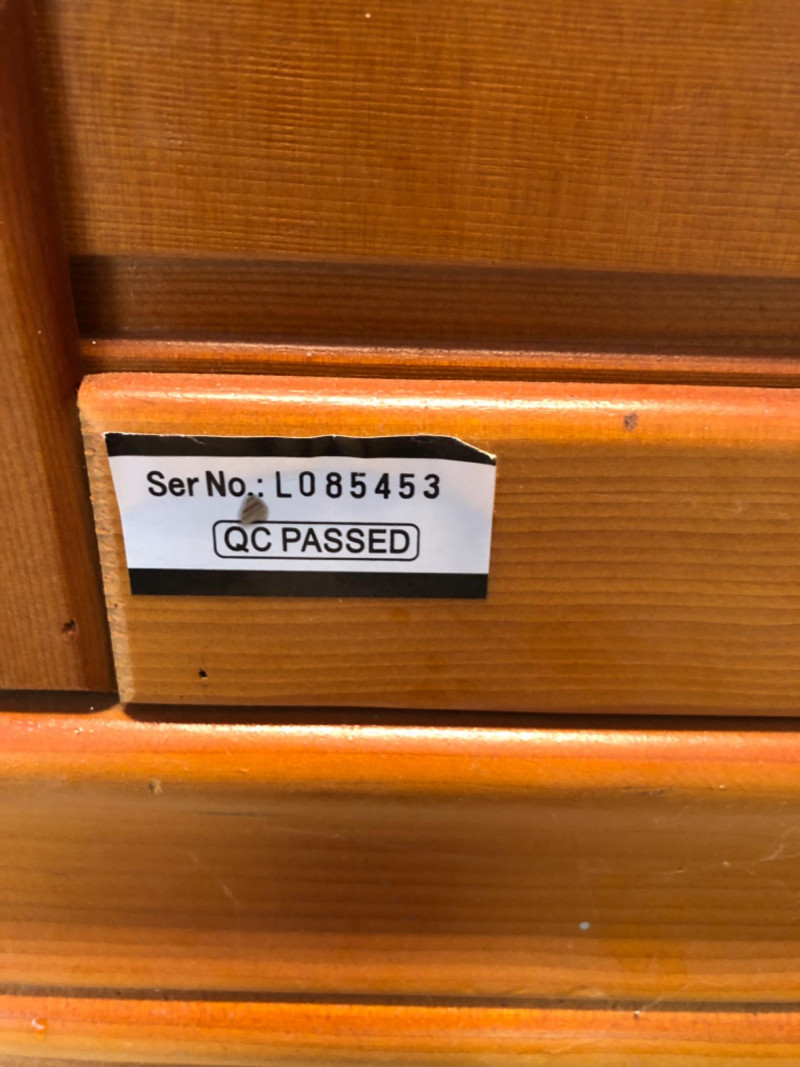 Ser No.: L085453
QC PASSED